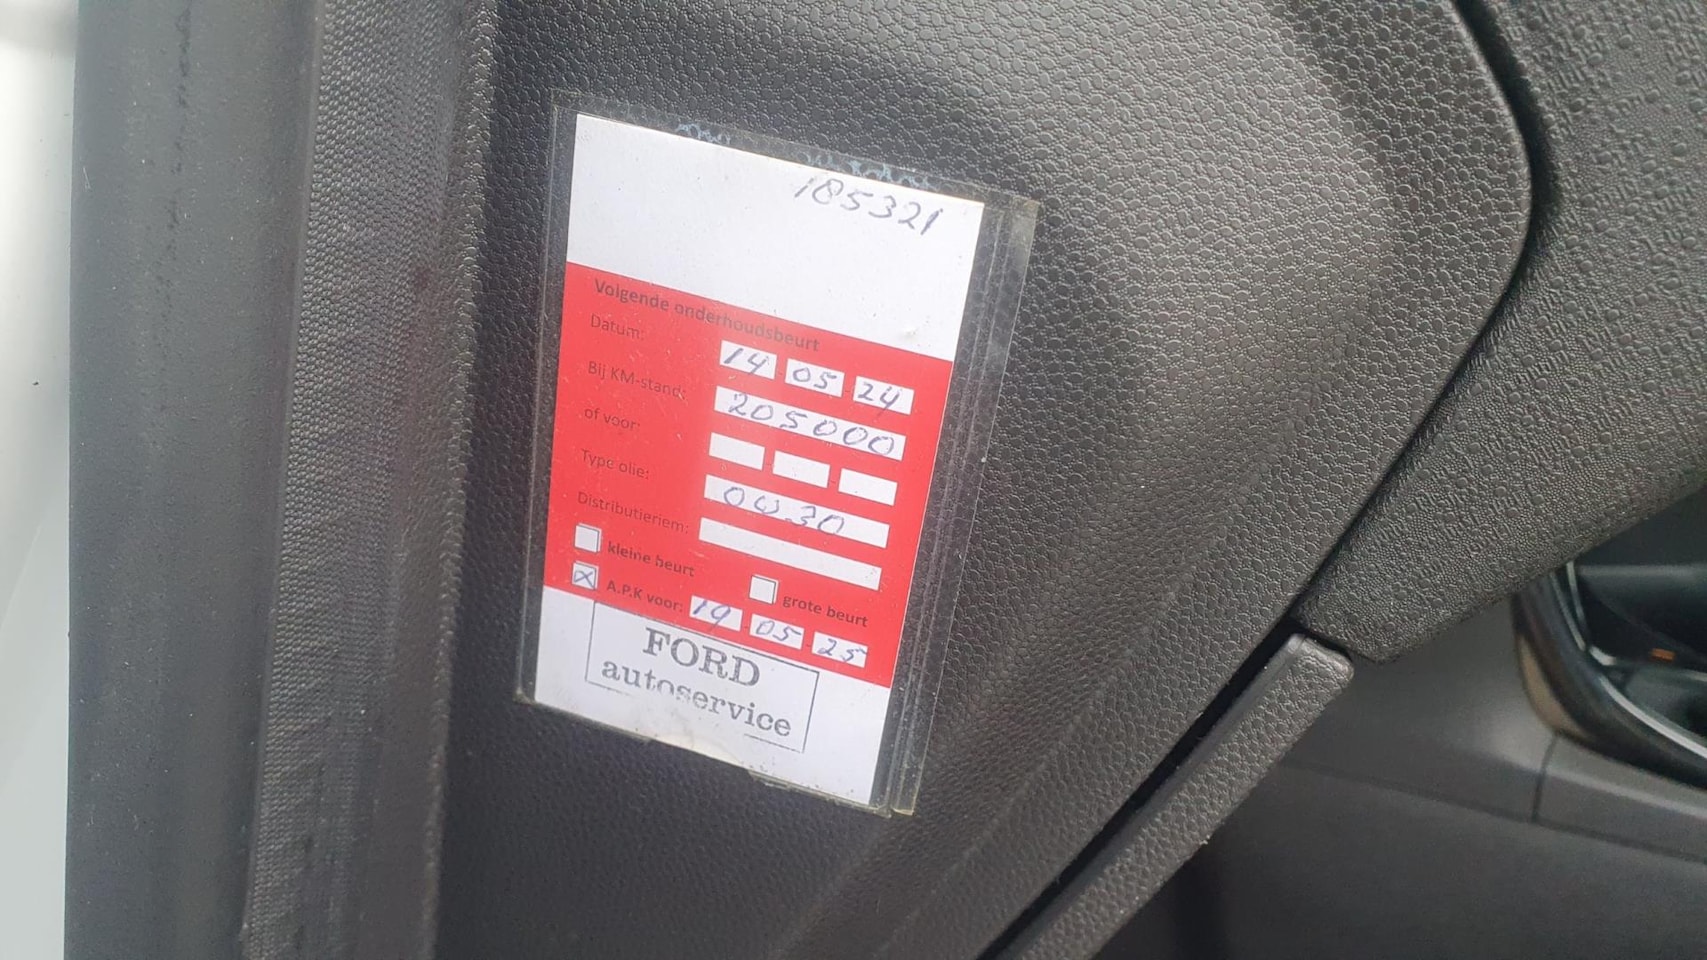 185321
Volgende onderhoudsbeurt
Datum: 14 05 24
Bij KM-stand: 205000
of voor:
Type olie: 0W30
Distributieriem:
kleine beurt grote beurt
A.P.K voor: 19 05 25
FORD
autoservice